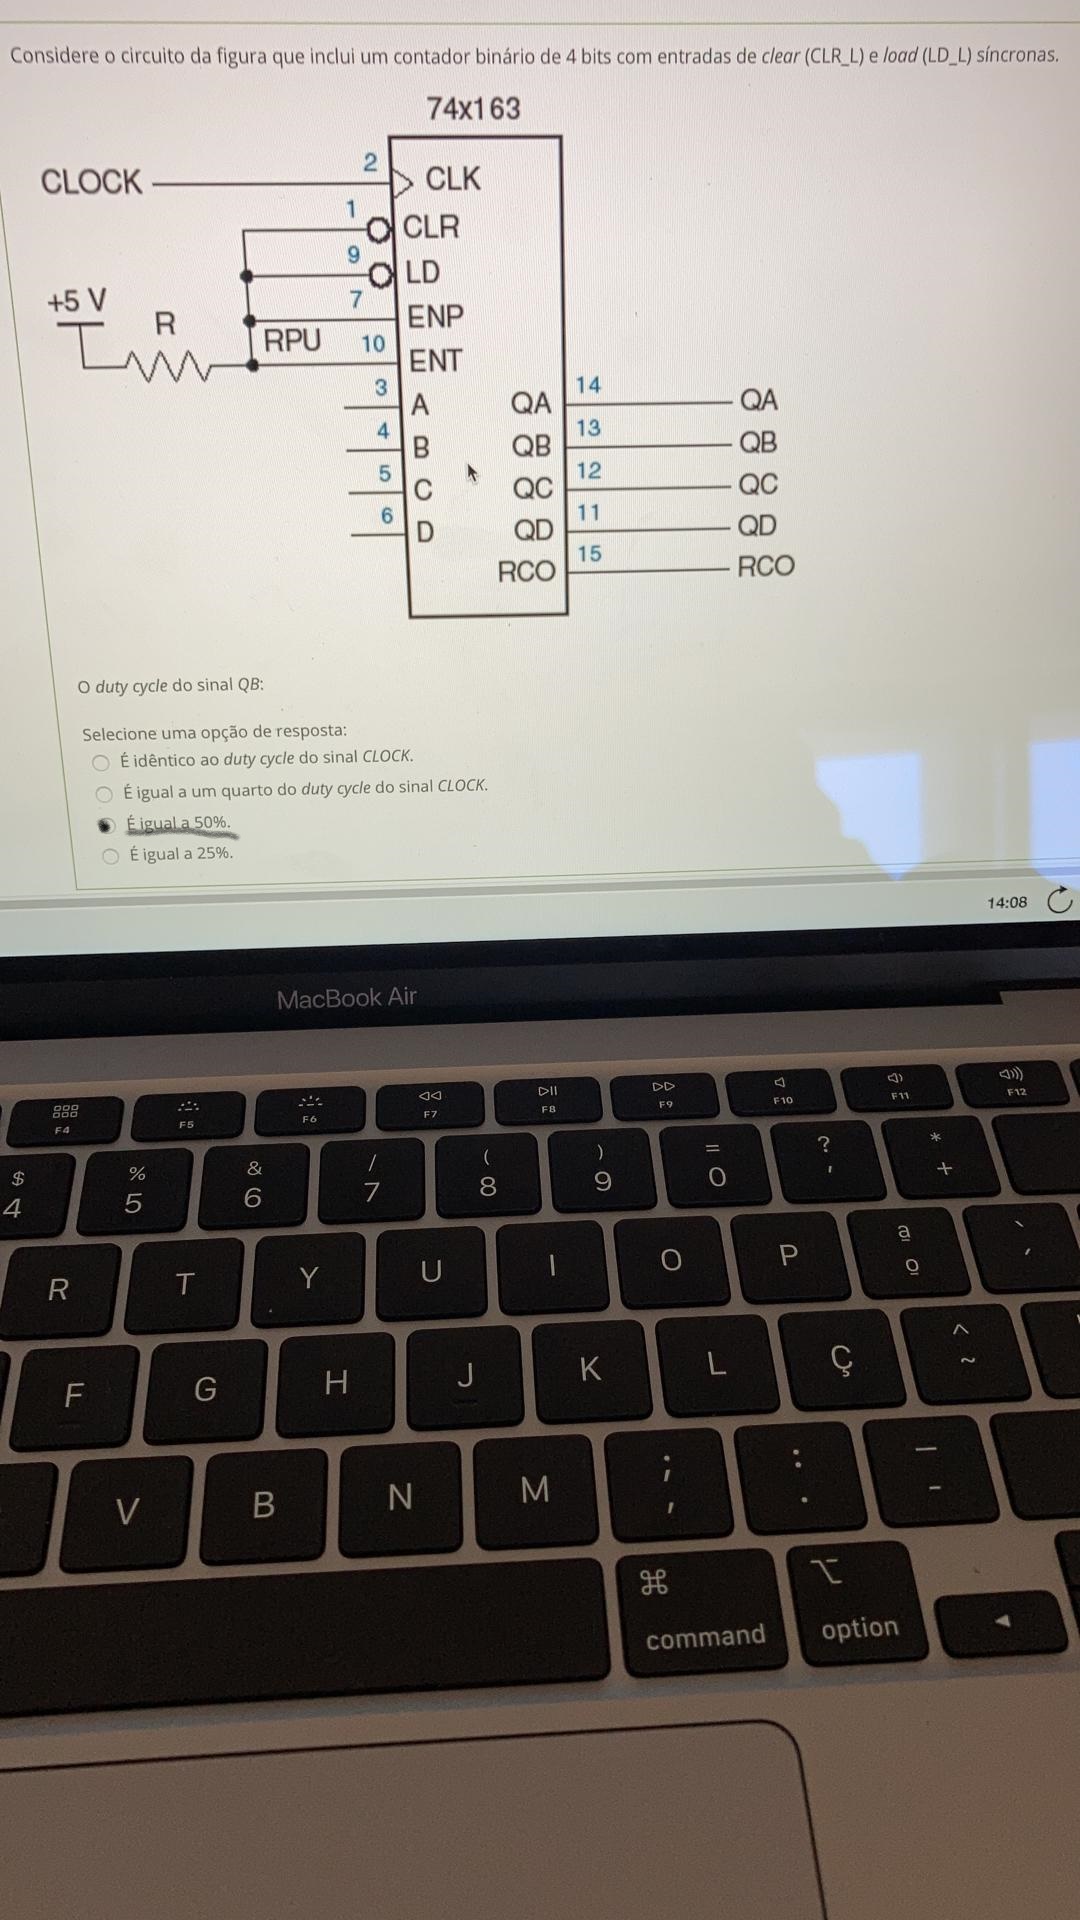 Considere o circuito da figura que inclui um contador binário de 4 bits com entradas de clear (CLR_L) e load (LD_L) síncronas.
74x163
CLOCK
2
CLK
1
CLR
9
LD
+5 V
7
ENP
R
RPU
10
ENT
3
A
QA
14
QA
4
B
QB
13
QB
5
C
QC
12
QC
6
D
QD
11
QD
RCO
15
RCO
O duty cycle do sinal QB:
Selecione uma opção de resposta:
É idêntico ao duty cycle do sinal CLOCK.
É igual a um quarto do duty cycle do sinal CLOCK.
É igual a 50%.
É igual a 25%.
14:08
MacBook Air
F4 F5 F6 F7 F8 F9 F10 F11 F12
$ % & / ( ) = ? *
4 5 6 7 8 9 0 ' +
R T Y U I O P ª º ` ´
F G H J K L Ç ^ ~
V B N M ; , : . _ -
⌘ ⌥ ◀
command option